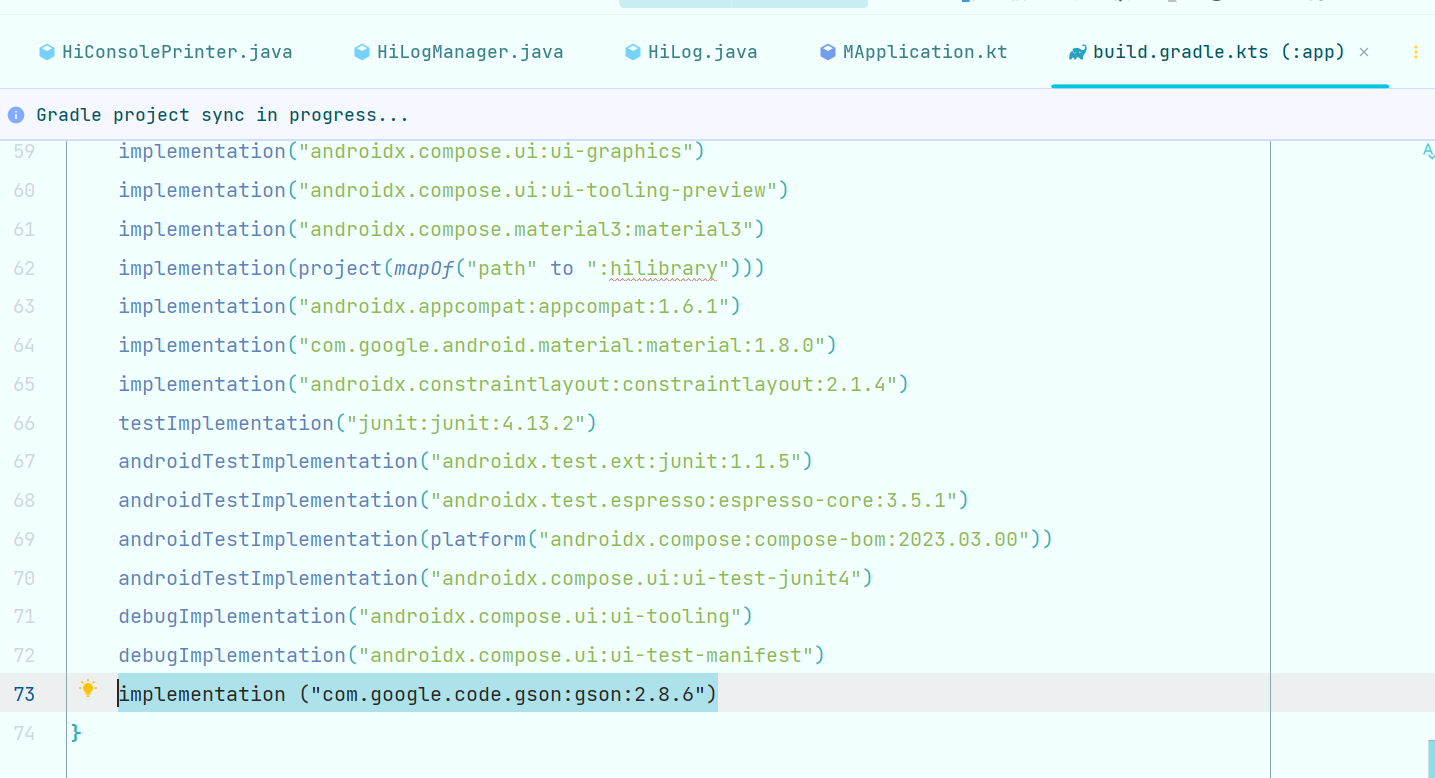 HiConsolePrinter.java HiLogManager.java HiLog.java MApplication.kt build.gradle.kts (:app)
Gradle project sync in progress...
59 implementation("androidx.compose.ui:ui-graphics")
60 implementation("androidx.compose.ui:ui-tooling-preview")
61 implementation("androidx.compose.material3:material3")
62 implementation(project(mapOf("path" to ":hilibrary")))
63 implementation("androidx.appcompat:appcompat:1.6.1")
64 implementation("com.google.android.material:material:1.8.0")
65 implementation("androidx.constraintlayout:constraintlayout:2.1.4")
66 testImplementation("junit:junit:4.13.2")
67 androidTestImplementation("androidx.test.ext:junit:1.1.5")
68 androidTestImplementation("androidx.test.espresso:espresso-core:3.5.1")
69 androidTestImplementation(platform("androidx.compose:compose-bom:2023.03.00"))
70 androidTestImplementation("androidx.compose.ui:ui-test-junit4")
71 debugImplementation("androidx.compose.ui:ui-tooling")
72 debugImplementation("androidx.compose.ui:ui-test-manifest")
73 implementation ("com.google.code.gson:gson:2.8.6")
74 }